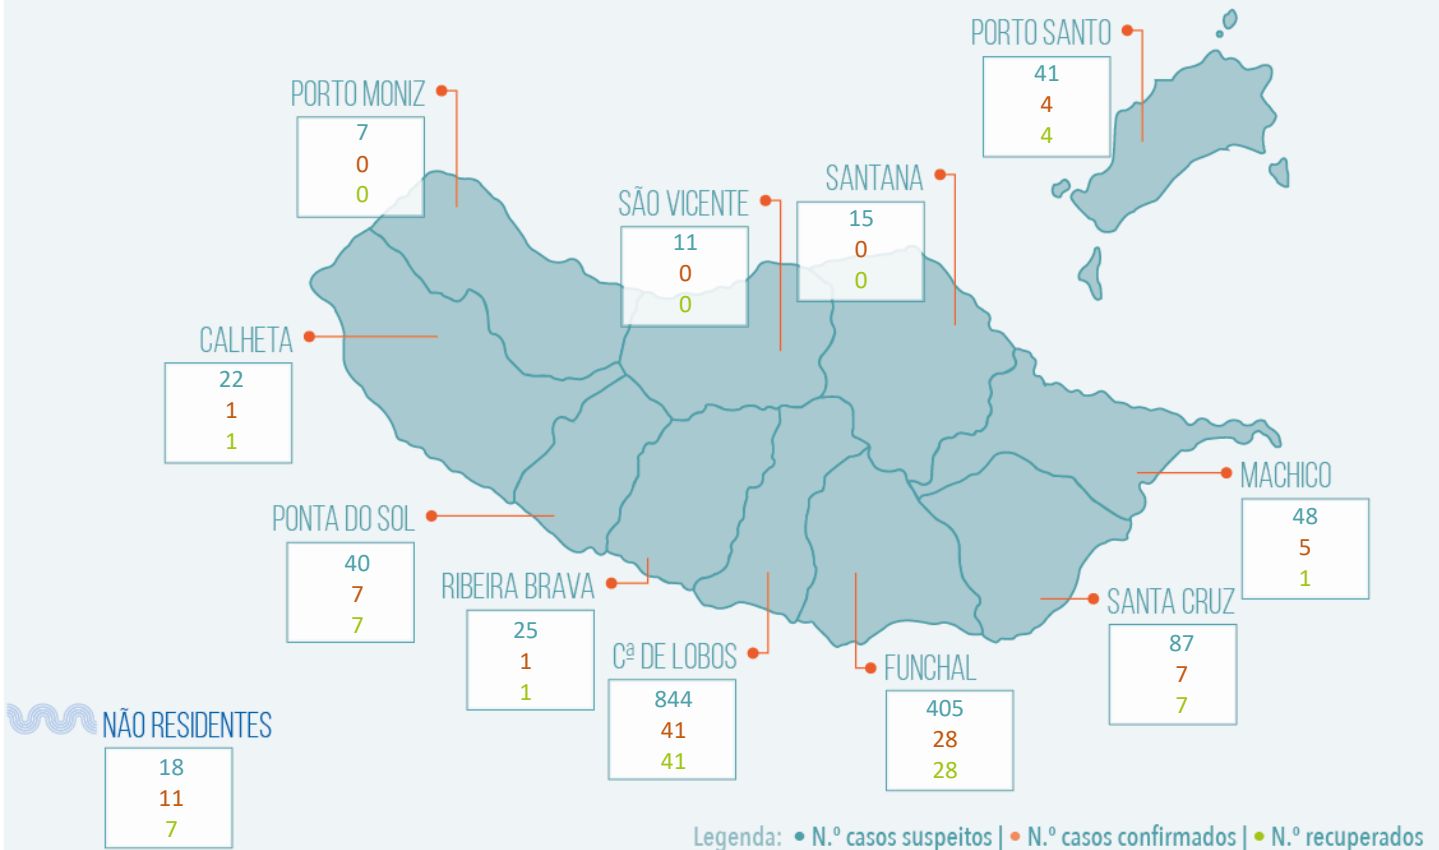 PORTO SANTO
41
4
4
PORTO MONIZ
7
0
0
SANTANA
15
0
0
SÃO VICENTE
11
0
0
CALHETA
22
1
1
MACHICO
48
5
1
PONTA DO SOL
40
7
7
RIBEIRA BRAVA
25
1
1
SANTA CRUZ
87
7
7
Cª DE LOBOS
844
41
41
FUNCHAL
405
28
28
NÃO RESIDENTES
18
11
7
Legenda: • N.º casos suspeitos | • N.º casos confirmados | • N.º recuperados